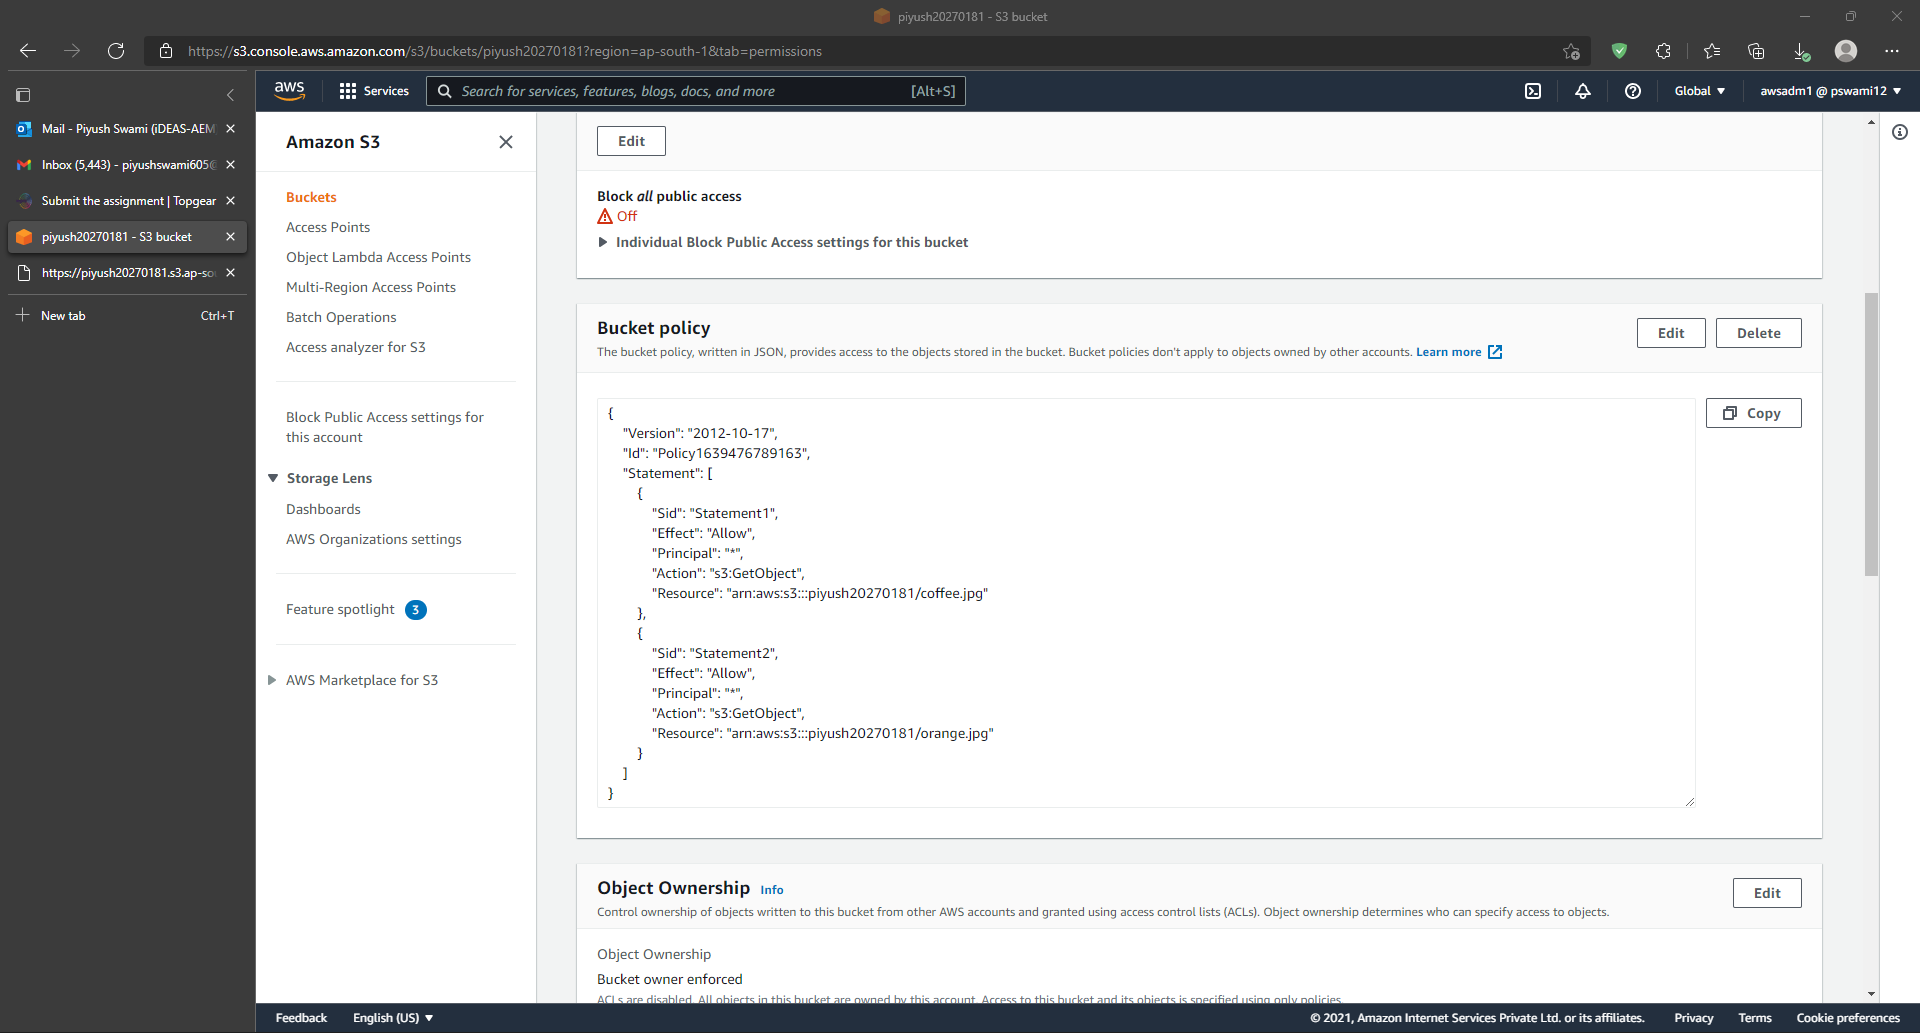 piyush20270181 - S3 bucket
https://s3.console.aws.amazon.com/s3/buckets/piyush20270181?region=ap-south-1&tab=permissions
aws
Services
Search for services, features, blogs, docs, and more
[Alt+S]
Global
awsadm1 @ pswami12
Mail - Piyush Swami (iDEAS-AEM
Inbox (5,443) - piyushswami605@
Submit the assignment | Topgear
piyush20270181 - S3 bucket
https://piyush20270181.s3.ap-so
New tab
Ctrl+T
Amazon S3
Buckets
Access Points
Object Lambda Access Points
Multi-Region Access Points
Batch Operations
Access analyzer for S3
Block Public Access settings for
this account
Storage Lens
Dashboards
AWS Organizations settings
Feature spotlight 3
AWS Marketplace for S3
Edit
Block all public access
Off
Individual Block Public Access settings for this bucket
Bucket policy
The bucket policy, written in JSON, provides access to the objects stored in the bucket. Bucket policies don't apply to objects owned by other accounts. Learn more
Edit
Delete
Copy
{
"Version": "2012-10-17",
"Id": "Policy1639476789163",
"Statement": [
{
"Sid": "Statement1",
"Effect": "Allow",
"Principal": "*",
"Action": "s3:GetObject",
"Resource": "arn:aws:s3:::piyush20270181/coffee.jpg"
},
{
"Sid": "Statement2",
"Effect": "Allow",
"Principal": "*",
"Action": "s3:GetObject",
"Resource": "arn:aws:s3:::piyush20270181/orange.jpg"
}
]
}
Object Ownership Info
Control ownership of objects written to this bucket from other AWS accounts and granted using access control lists (ACLs). Object ownership determines who can specify access to objects.
Edit
Object Ownership
Bucket owner enforced
ACLs are disabled. All objects in this bucket are owned by this account. Access to this bucket and its objects is specified using only policies.
Feedback
English (US)
© 2021, Amazon Internet Services Private Ltd. or its affiliates.
Privacy
Terms
Cookie preferences